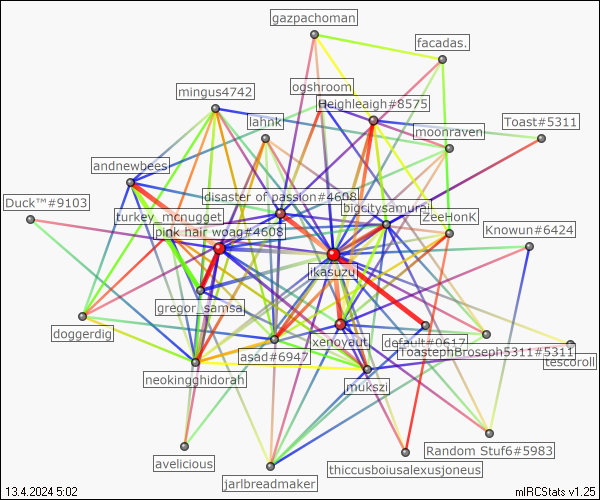 gazpachoman
facadas.
ogshroom
mingus4742
Heighleaigh#8575
lahnk
Toast#5311
moonraven
andnewbees
disaster of passion#4608
Duck™#9103
bigcitysamurai
turkey_mcnugget
ZeeHonK
pink hair wgag#4608
Knowun#6424
ikasuzu
gregor_samsa
doggerdig
xenoyaut
default#0617
ToastephBroseph5311#5311
asad#6947
tescoroll
neokingghidorah
mukszi
Random Stuf6#5983
avelicious
thiccusboiusalexusjoneus
jarlbreadmaker
13.4.2024 5:02
mIRCStats v1.25